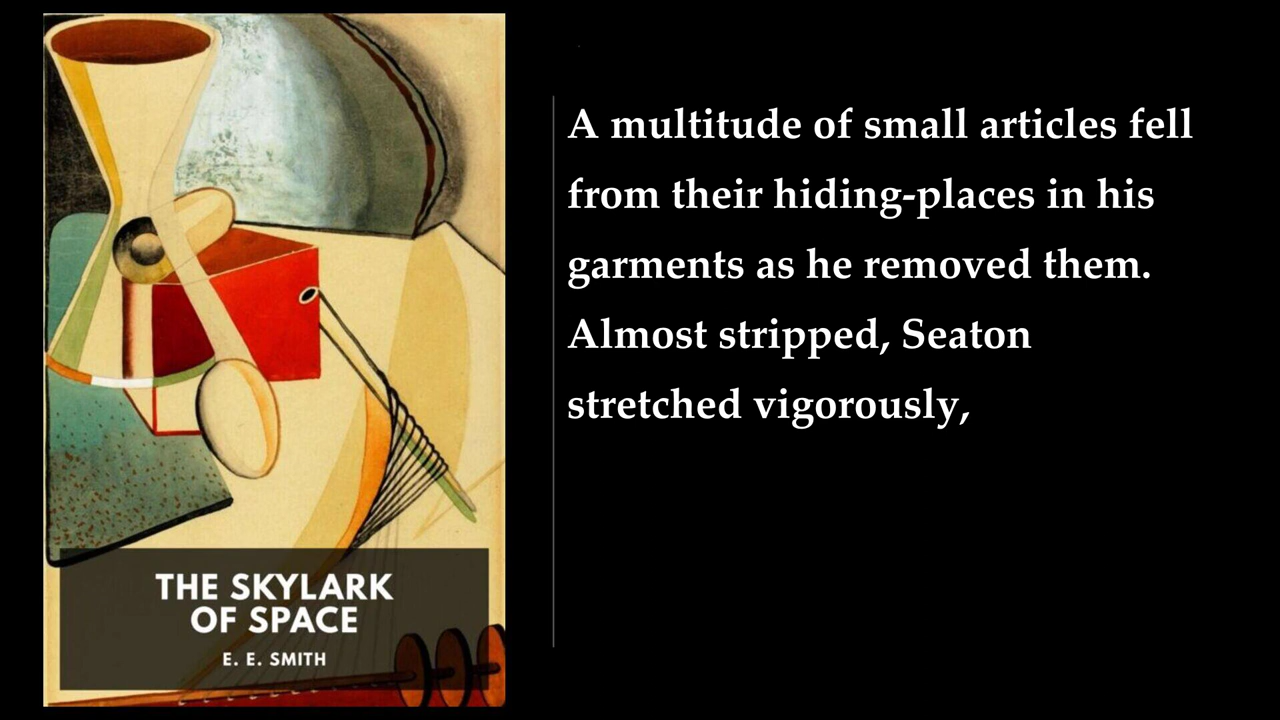 THE SKYLARK
OF SPACE
E. E. SMITH
A multitude of small articles fell
from their hiding-places in his
garments as he removed them.
Almost stripped, Seaton
stretched vigorously,